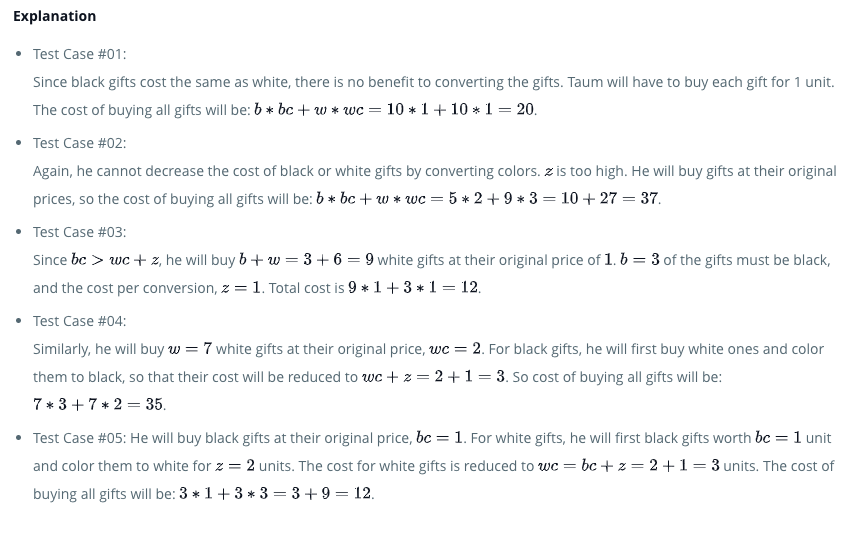 Explanation
• Test Case #01:
Since black gifts cost the same as white, there is no benefit to converting the gifts. Taum will have to buy each gift for 1 unit.
The cost of buying all gifts will be: b * bc + w * wc = 10 * 1 + 10 * 1 = 20.
• Test Case #02:
Again, he cannot decrease the cost of black or white gifts by converting colors. z is too high. He will buy gifts at their original
prices, so the cost of buying all gifts will be: b * bc + w * wc = 5 * 2 + 9 * 3 = 10 + 27 = 37.
• Test Case #03:
Since bc > wc + z, he will buy b + w = 3 + 6 = 9 white gifts at their original price of 1. b = 3 of the gifts must be black,
and the cost per conversion, z = 1. Total cost is 9 * 1 + 3 * 1 = 12.
• Test Case #04:
Similarly, he will buy w = 7 white gifts at their original price, wc = 2. For black gifts, he will first buy white ones and color
them to black, so that their cost will be reduced to wc + z = 2 + 1 = 3. So cost of buying all gifts will be:
7 * 3 + 7 * 2 = 35.
• Test Case #05: He will buy black gifts at their original price, bc = 1. For white gifts, he will first black gifts worth bc = 1 unit
and color them to white for z = 2 units. The cost for white gifts is reduced to wc = bc + z = 2 + 1 = 3 units. The cost of
buying all gifts will be: 3 * 1 + 3 * 3 = 3 + 9 = 12.